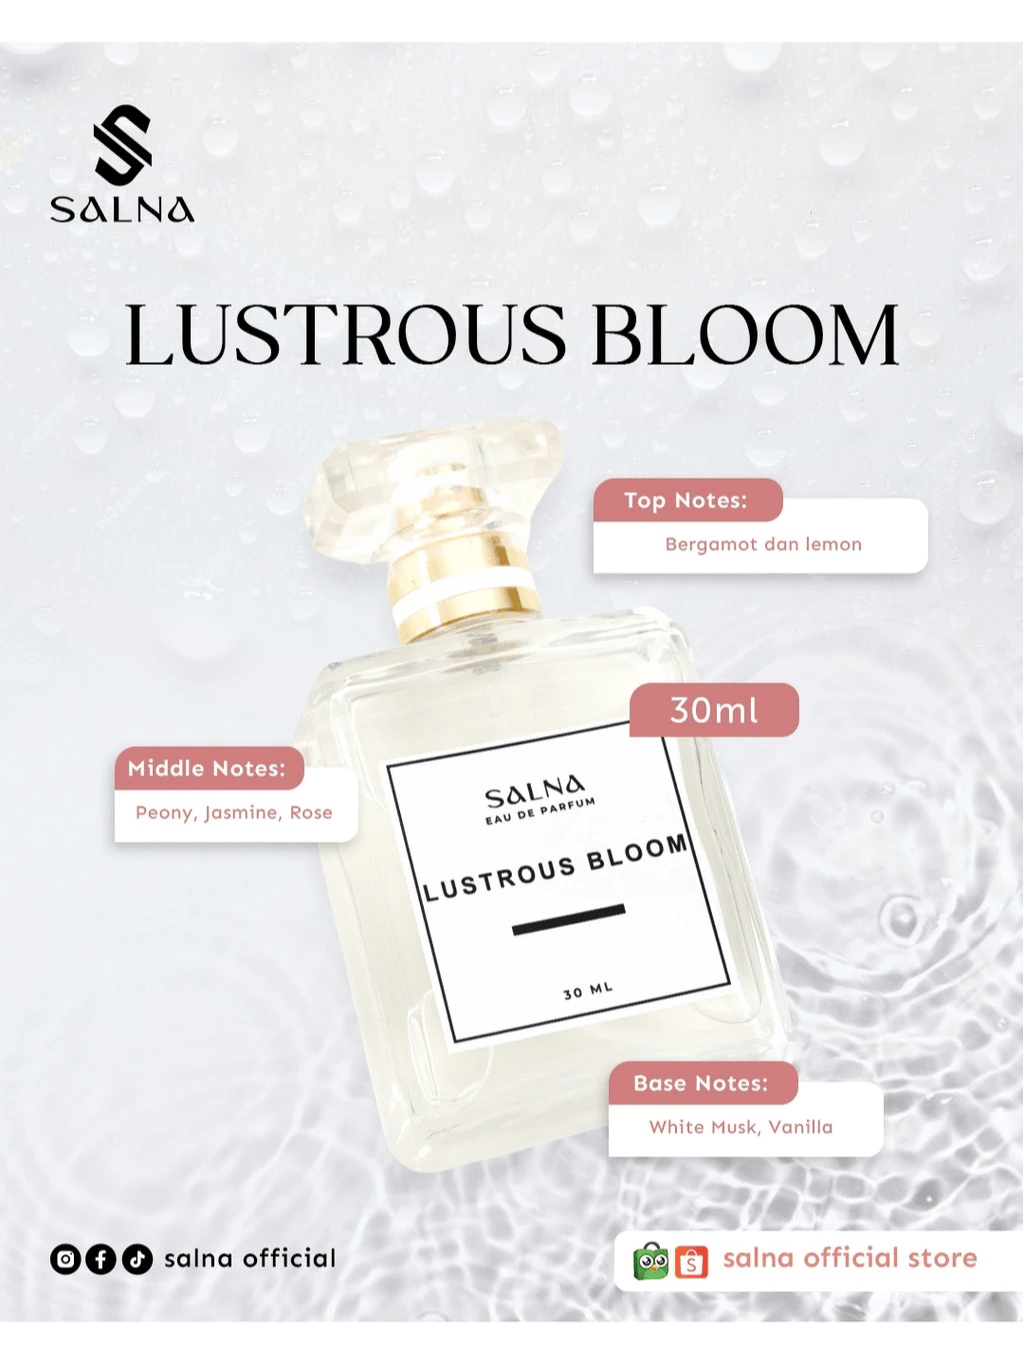 SALNA
LUSTROUS BLOOM
Top Notes:
Bergamot dan lemon
30ml
Middle Notes:
Peony, Jasmine, Rose
SALNA
EAU DE PARFUM
LUSTROUS BLOOM
30 ML
Base Notes:
White Musk, Vanilla
salna official
salna official store